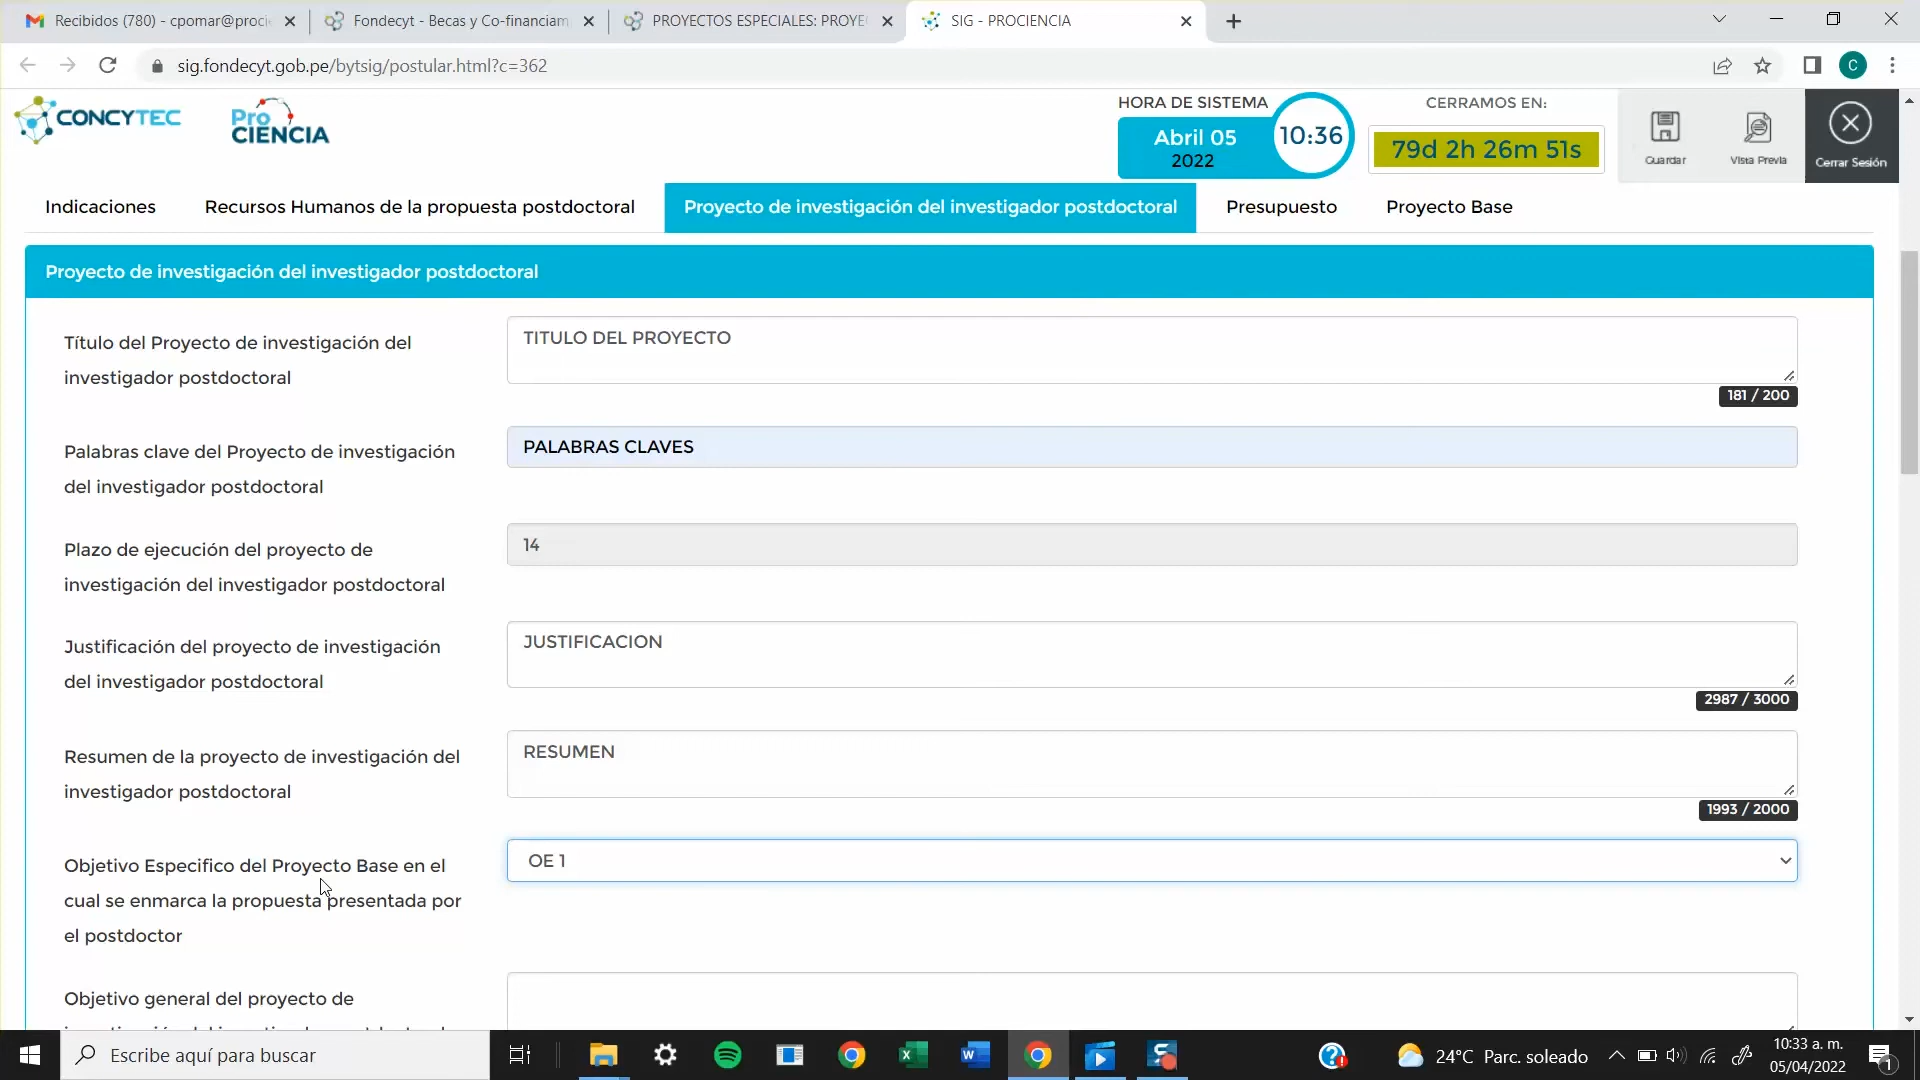 Recibidos (780) - cpomar@proci
Fondecyt - Becas y Co-financiam
PROYECTOS ESPECIALES: PROYE
SIG - PROCIENCIA
sig.fondecyt.gob.pe/bytsig/postular.html?c=362
C
CONCYTEC
Pro
CIENCIA
HORA DE SISTEMA
Abril 05
2022
10:36
CERRAMOS EN:
79d 2h 26m 51s
Guardar
Vista Previa
Cerrar Sesión
Indicaciones
Recursos Humanos de la propuesta postdoctoral
Proyecto de investigación del investigador postdoctoral
Presupuesto
Proyecto Base
Proyecto de investigación del investigador postdoctoral
Título del Proyecto de investigación del
investigador postdoctoral
TITULO DEL PROYECTO
181 / 200
Palabras clave del Proyecto de investigación
del investigador postdoctoral
PALABRAS CLAVES
Plazo de ejecución del proyecto de
investigación del investigador postdoctoral
14
Justificación del proyecto de investigación
del investigador postdoctoral
JUSTIFICACION
2987 / 3000
Resumen de la proyecto de investigación del
investigador postdoctoral
RESUMEN
1993 / 2000
Objetivo Especifico del Proyecto Base en el
cual se enmarca la propuesta presentada por
el postdoctor
OE 1
Objetivo general del proyecto de
Escribe aquí para buscar
24°C Parc. soleado
10:33 a. m.
05/04/2022
1